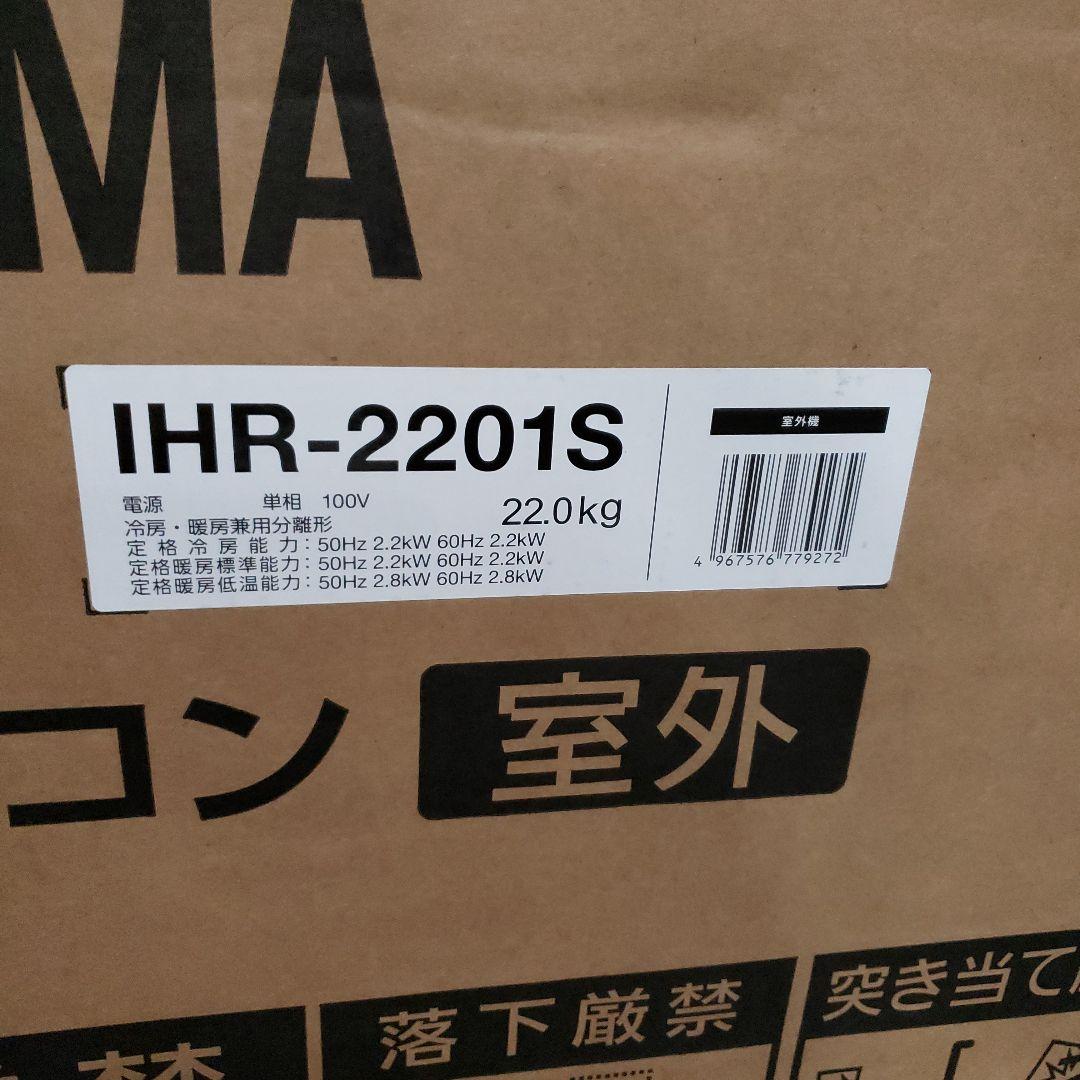 MA
IHR-2201S
電源 単相 100V
22.0kg
冷房・暖房兼用分離形
定格冷房能力：50Hz 2.2kW 60Hz 2.2kW
定格暖房標準能力：50Hz 2.2kW 60Hz 2.2kW
定格暖房低温能力：50Hz 2.8kW 60Hz 2.8kW
室外機
4 967576 779272
コン 室外
落下厳禁
突き当て
禁